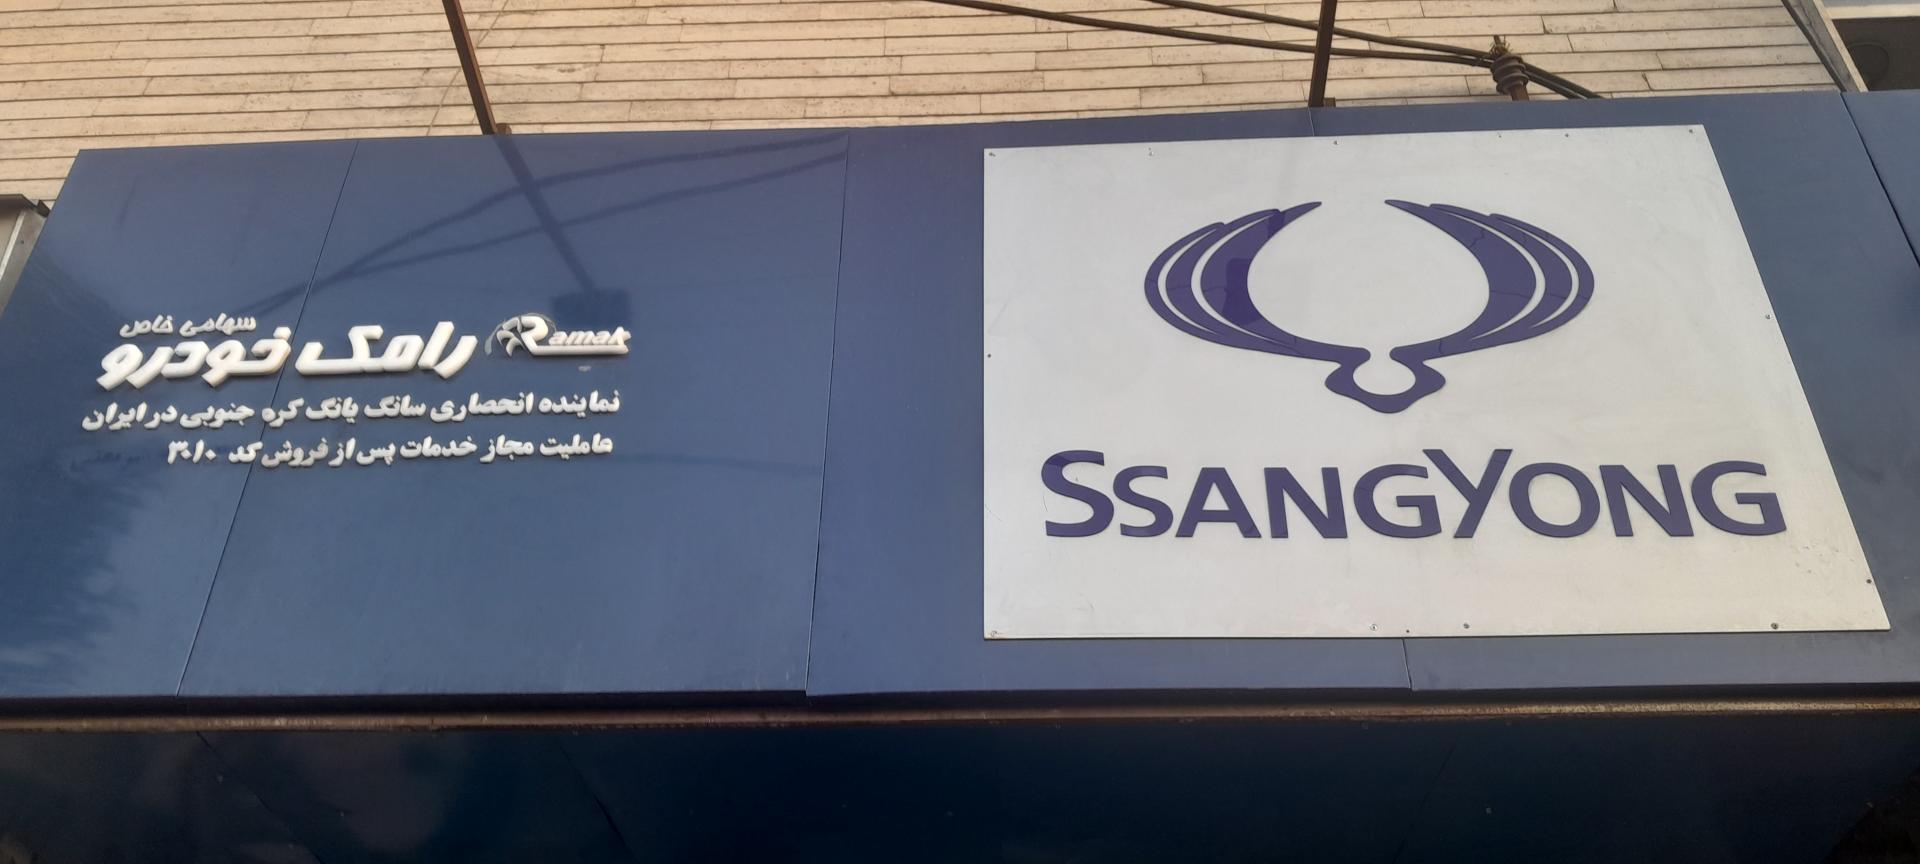 Ramak رامک خودرو سهامی خاص
نماینده انحصاری سانگ یانگ کره جنوبی در ایران
عاملیت مجاز خدمات پس از فروش کد ۳۰۱۰
SSANGYONG